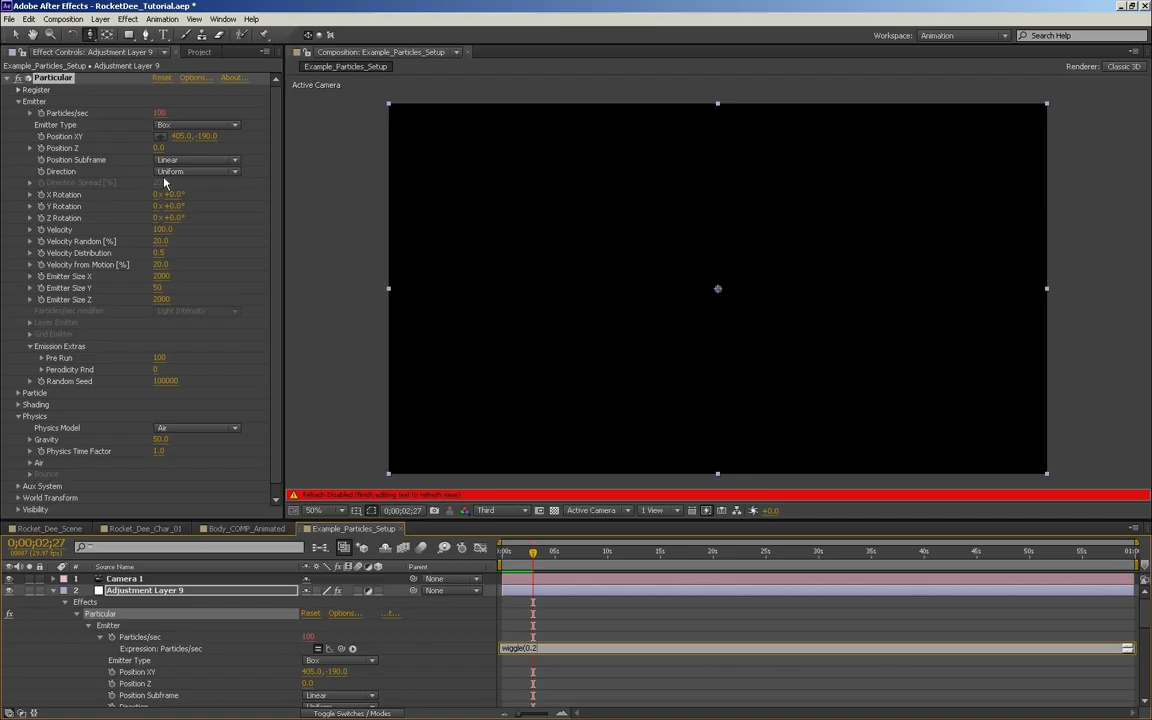 Adobe After Effects - RocketDee_Tutorial.aep *
File Edit Composition Layer Effect Animation View Window Help
Workspace: Animation Search Help
Effect Controls: Adjustment Layer 9 Project
Composition: Example_Particles_Setup
Example_Particles_Setup • Adjustment Layer 9
Example_Particles_Setup
Renderer: Classic 3D
Particular Reset Options... About...
Active Camera
Register
Emitter
Particles/sec 100
Emitter Type Box
Position XY 405.0,-190.0
Position Z 0.0
Position Subframe Linear
Direction Uniform
Direction Spread [%]
X Rotation 0x+0.0°
Y Rotation 0x+0.0°
Z Rotation 0x+0.0°
Velocity 100.0
Velocity Random [%] 20.0
Velocity Distribution 0.5
Velocity from Motion [%] 20.0
Emitter Size X 2000
Emitter Size Y 50
Emitter Size Z 2000
Particles/sec modifier Light Intensity
Layer Emitter
Grid Emitter
Emission Extras
Pre Run 100
Perodicity Rnd 0
Random Seed 100000
Particle
Shading
Physics
Physics Model Air
Gravity 50.0
Physics Time Factor 1.0
Air
Bounce
Aux System
World Transform
Visibility
Refresh Disabled (finish editing text to refresh view)
50% 0;00;02;27 Third Active Camera 1 View +0.0
Rocket_Dee_Scene Rocket_Dee_Char_01 Body_COMP_Animated Example_Particles_Setup
0;00;02;27
00087 (29.97 fps)
:00s 05s 10s 15s 20s 25s 30s 35s 40s 45s 50s 55s 01:0
# Source Name Parent
1 Camera 1 None
2 Adjustment Layer 9 None
Effects
Particular Reset Options... ...t...
Emitter
Particles/sec 100
Expression: Particles/sec wiggle(0.2
Emitter Type Box
Position XY 405.0,-190.0
Position Z 0.0
Position Subframe Linear
Direction Uniform
Toggle Switches / Modes